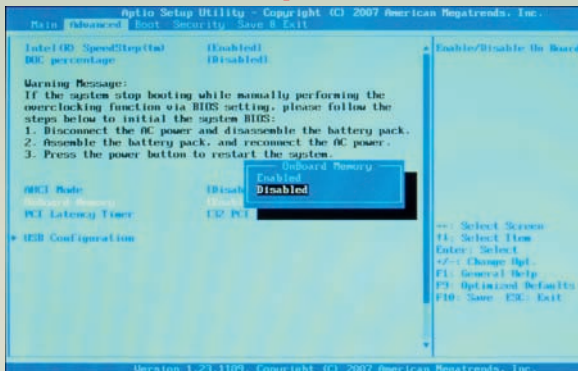 Aptio Setup Utility - Copyright (C) 2007 American Megatrends, Inc.
Main Advanced Boot Security Save & Exit
Intel(R) SpeedStep(tm) [Enabled]
DOC percentage [Disabled]
Warning Message:
If the system stop booting while manually performing the
overclocking function via BIOS setting, please follow the
steps below to initial the system BIOS:
1. Disconnect the AC power and disassemble the battery pack.
2. Assemble the battery pack, and reconnect the AC power.
3. Press the power button to restart the system.
AHCI Mode [Disab
OnBoard Memory
PCI Latency Timer [32 PCI
USB Configuration
OnBoard Memory
Enabled
Disabled
Enable/Disable On Board
Select Screen
Select Item
Enter: Select
+/-: Change Opt.
F1: General Help
F9: Optimized Defaults
F10: Save ESC: Exit
Version 1.23.1109. Copyright (C) 2007 American Megatrends, Inc.